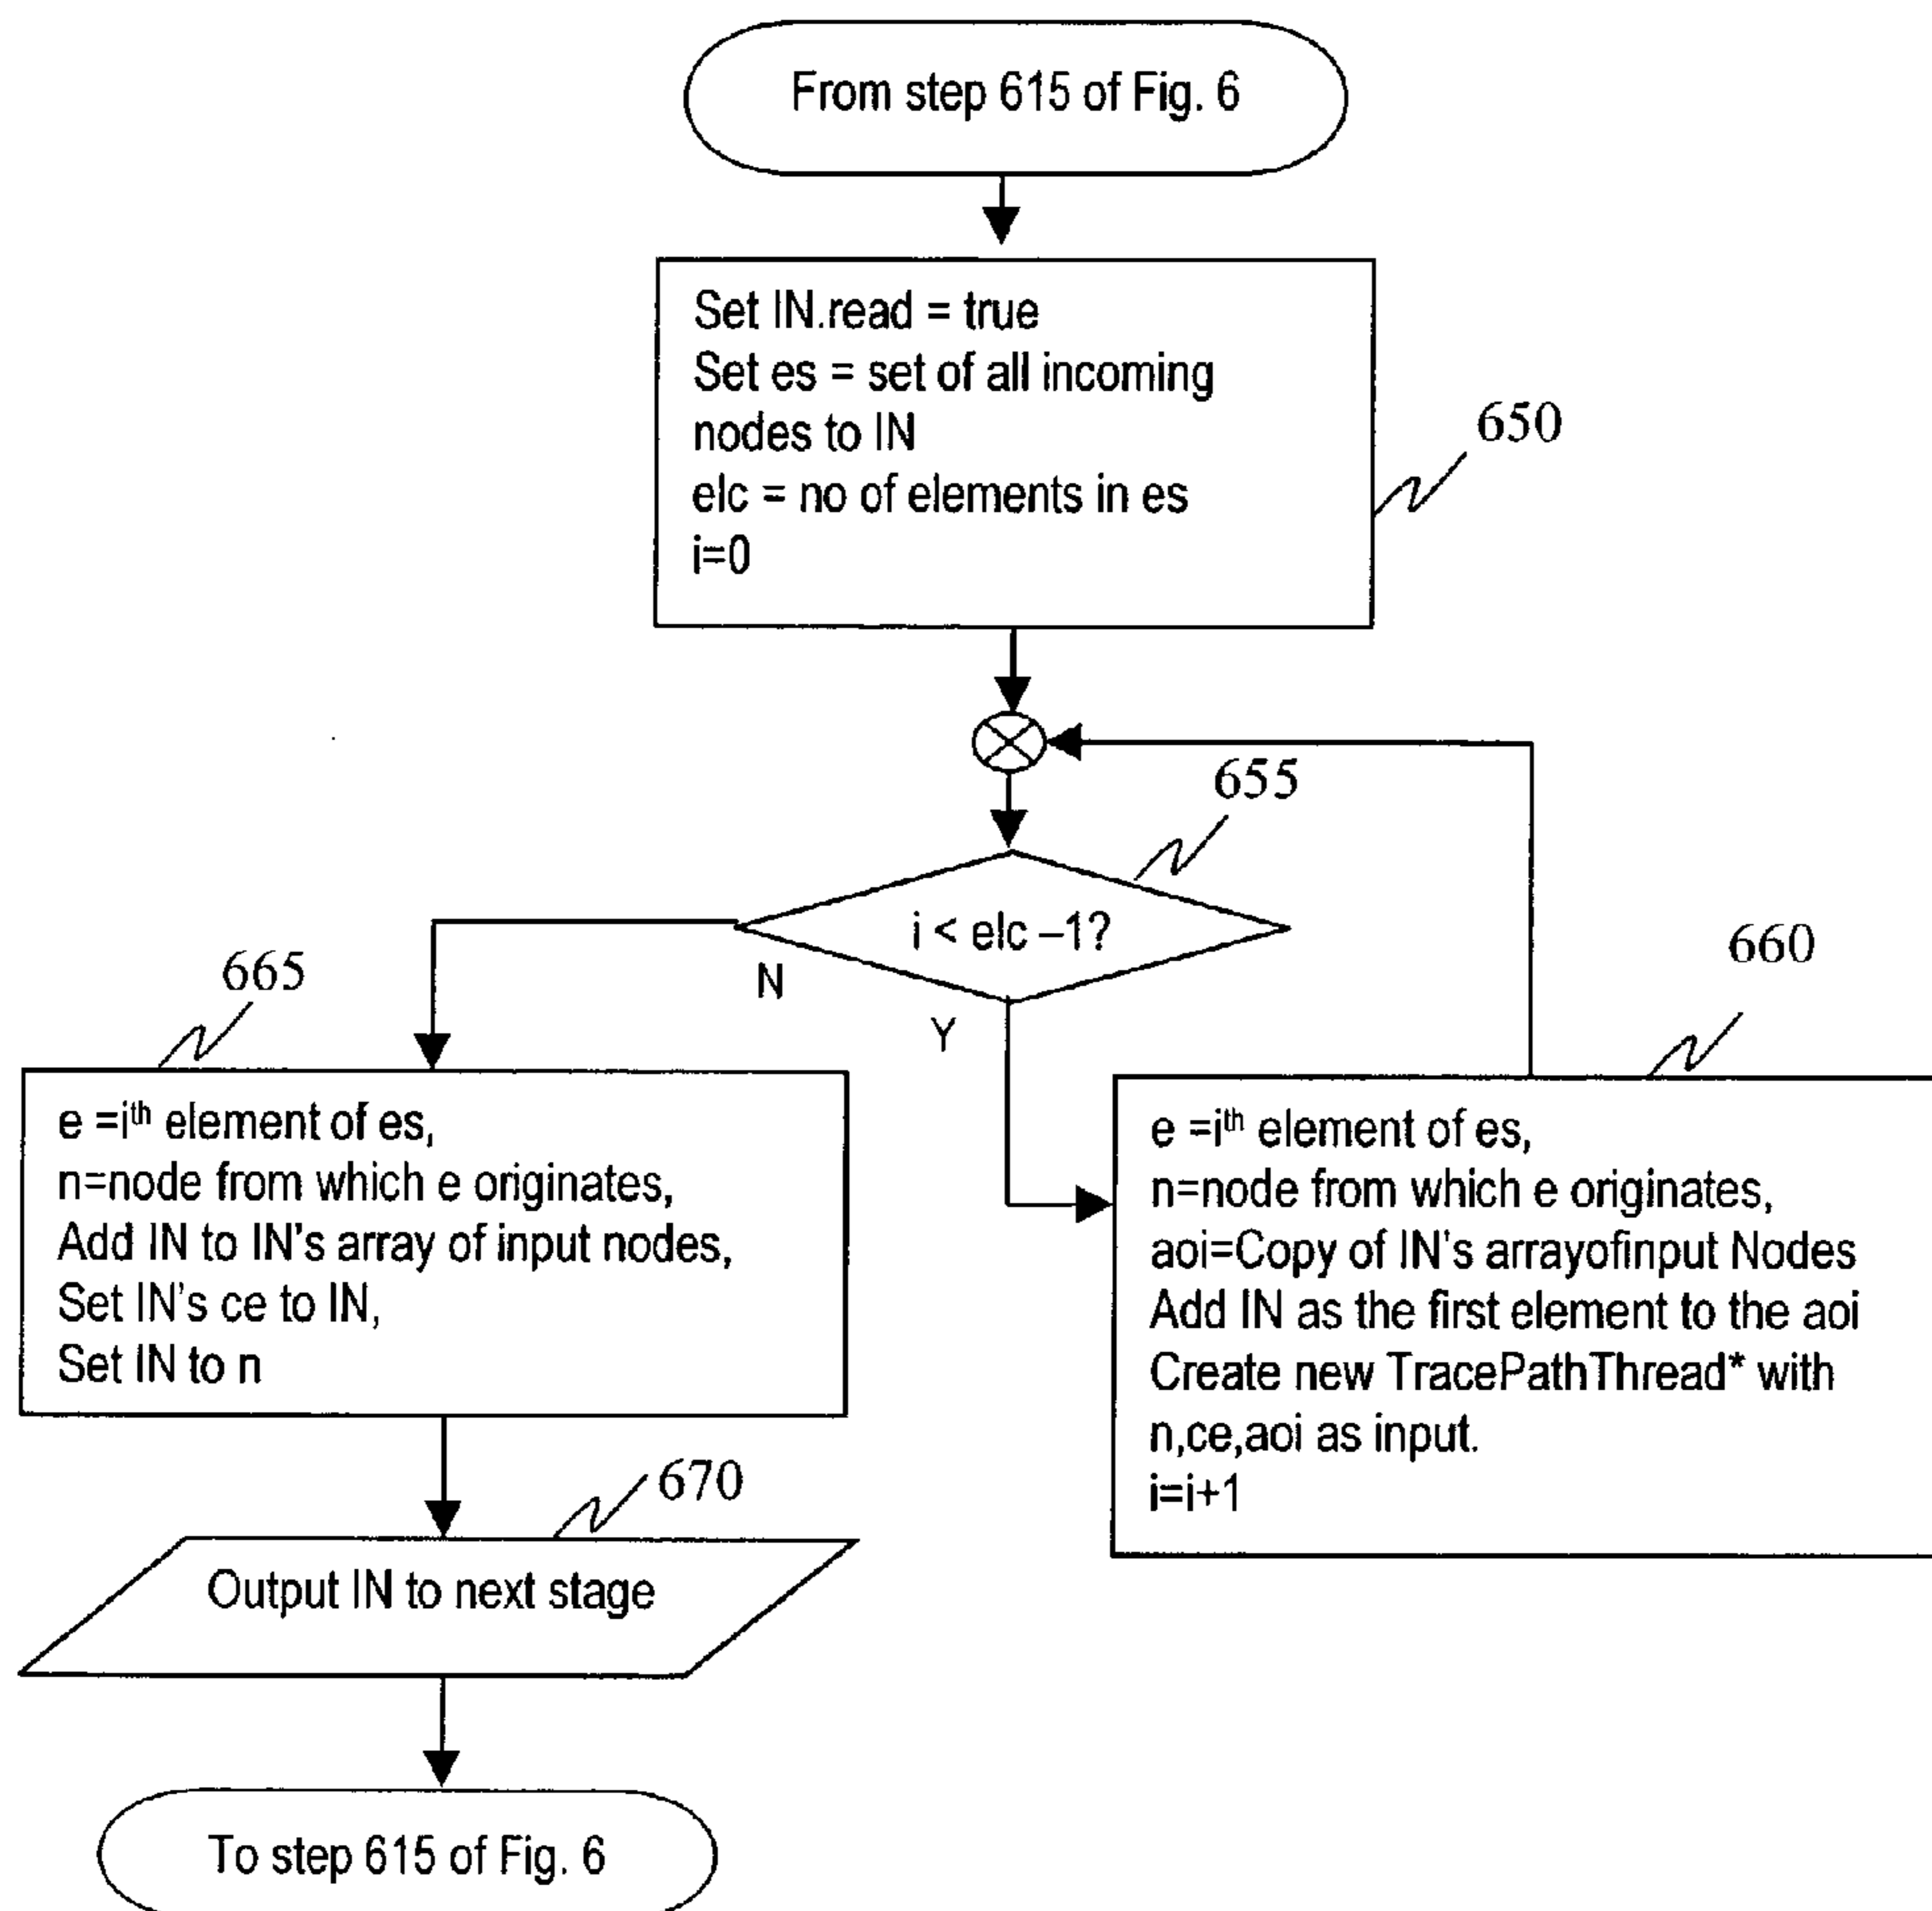 From step 615 of Fig. 6
Set IN.read = true
Set es = set of all incoming
nodes to IN
elc = no of elements in es
i=0
650
655
i < elc –1?
N
Y
665
e =iᵗʰ element of es,
n=node from which e originates,
Add IN to IN's array of input nodes,
Set IN's ce to IN,
Set IN to n
660
e =iᵗʰ element of es,
n=node from which e originates,
aoi=Copy of IN's arrayofinput Nodes
Add IN as the first element to the aoi
Create new TracePathThread* with
n,ce,aoi as input.
i=i+1
670
Output IN to next stage
To step 615 of Fig. 6